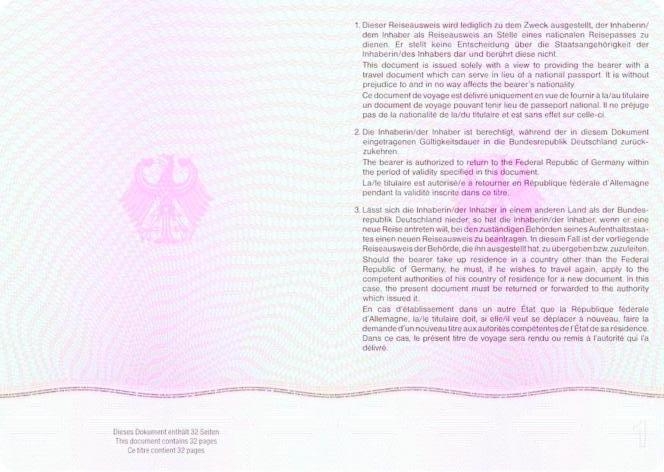 Dieses Dokument enthält 32 Seiten
This document contains 32 pages
Ce titre contient 32 pages
1. Dieser Reiseausweis wird lediglich zu dem Zweck ausgestellt, der Inhaberin/
dem Inhaber als Reiseausweis an Stelle eines nationalen Reisepasses zu
dienen. Er stellt keine Entscheidung über die Staatsangehörigkeit der
Inhaberin/des Inhabers dar und berührt diese nicht.
This document is issued solely with a view to providing the bearer with a
travel document which can serve in lieu of a national passport. It is without
prejudice to and in no way affects the bearer's nationality.
Ce document de voyage est délivré uniquement en vue de fournir à la/au titulaire
un document de voyage pouvant tenir lieu de passeport national. Il ne préjuge
pas de la nationalité de la/du titulaire et est sans effet sur celle-ci.
2. Die Inhaberin/der Inhaber ist berechtigt, während der in diesem Dokument
eingetragenen Gültigkeitsdauer in die Bundesrepublik Deutschland zurück-
zukehren.
The bearer is authorized to return to the Federal Republic of Germany within
the period of validity specified in this document.
La/le titulaire est autorisé/e à retourner en République fédérale d'Allemagne
pendant la validité inscrite dans ce titre.
3. Lässt sich die Inhaberin/der Inhaber in einem anderen Land als der Bundes-
republik Deutschland nieder, so hat die Inhaberin/der Inhaber, wenn er eine
neue Reise antreten will, bei den zuständigen Behörden seines Aufenthaltsstaa-
tes einen neuen Reiseausweis zu beantragen. In diesem Fall ist der vorliegende
Reiseausweis der Behörde, die ihn ausgestellt hat, zu übergeben bzw. zuzuleiten.
Should the bearer take up residence in a country other than the Federal
Republic of Germany, he must, if he wishes to travel again, apply to the
competent authorities of his country of residence for a new document. In this
case, the present document must be returned or forwarded to the authority
which issued it.
En cas d'établissement dans un autre État que la République fédérale
d'Allemagne, la/le titulaire doit, si elle/il veut se déplacer à nouveau, faire la
demande d'un nouveau titre aux autorités compétentes de l'État de sa résidence.
Dans ce cas, le présent titre de voyage sera rendu ou remis à l'autorité qui l'a
délivré.
1